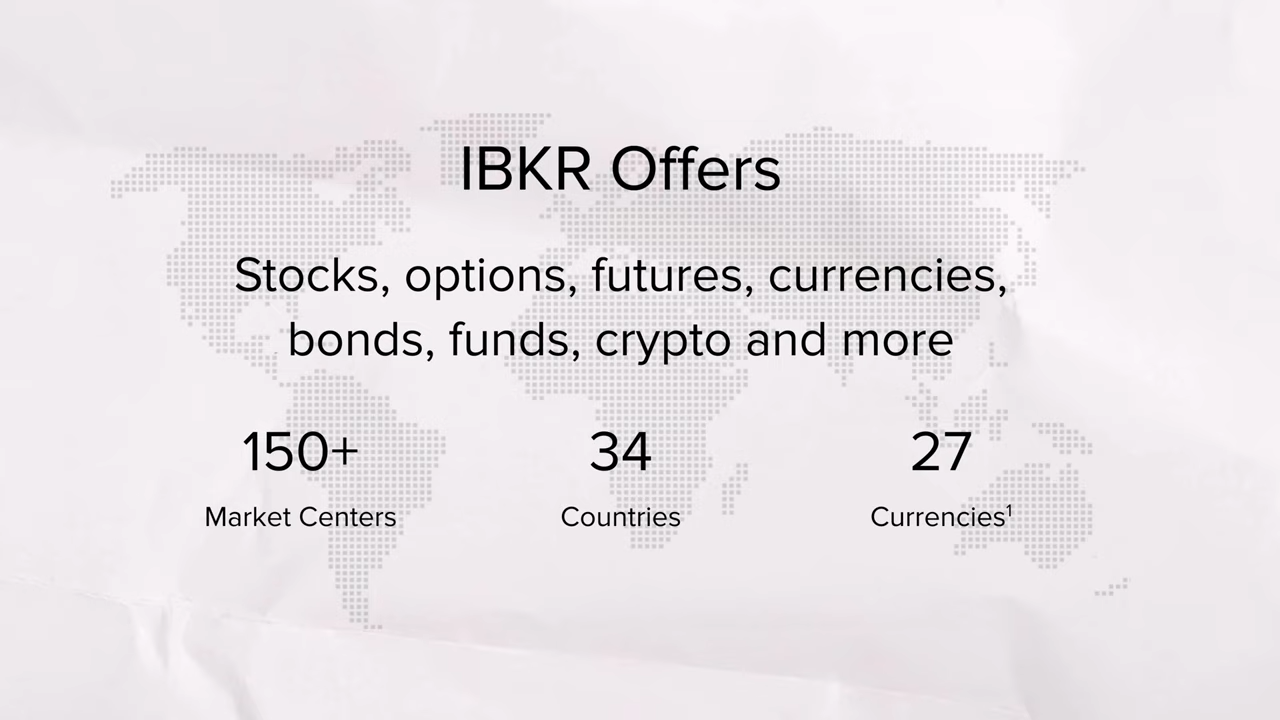 IBKR Offers
Stocks, options, futures, currencies,
bonds, funds, crypto and more
150+
34
27
Market Centers
Countries
Currencies¹